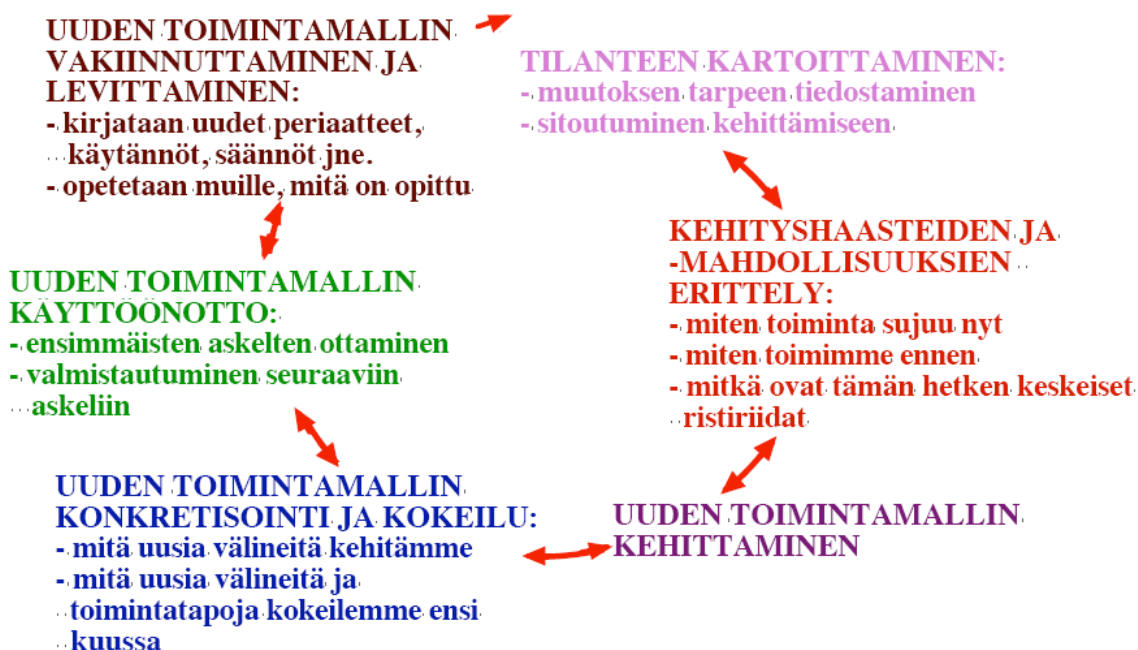 UUDEN TOIMINTAMALLIN
VAKIINNUTTAMINEN JA
LEVITTAMINEN:
- kirjataan uudet periaatteet,
käytännöt, säännöt jne.
- opetetaan muille, mitä on opittu
TILANTEEN KARTOITTAMINEN:
- muutoksen tarpeen tiedostaminen
- sitoutuminen kehittämiseen
KEHITYSHAASTEIDEN JA
-MAHDOLLISUUKSIEN
ERITTELY:
- miten toiminta sujuu nyt
- miten toimimme ennen
- mitkä ovat tämän hetken keskeiset
ristiriidat
UUDEN TOIMINTAMALLIN
KEHITTAMINEN
UUDEN TOIMINTAMALLIN
KONKRETISOINTI JA KOKEILU:
- mitä uusia välineitä kehitämme
- mitä uusia välineitä ja
toimintatapoja kokeilemme ensi
kuussa
UUDEN TOIMINTAMALLIN
KÄYTTÖÖNOTTO:
- ensimmäisten askelten ottaminen
- valmistautuminen seuraaviin
askeliin